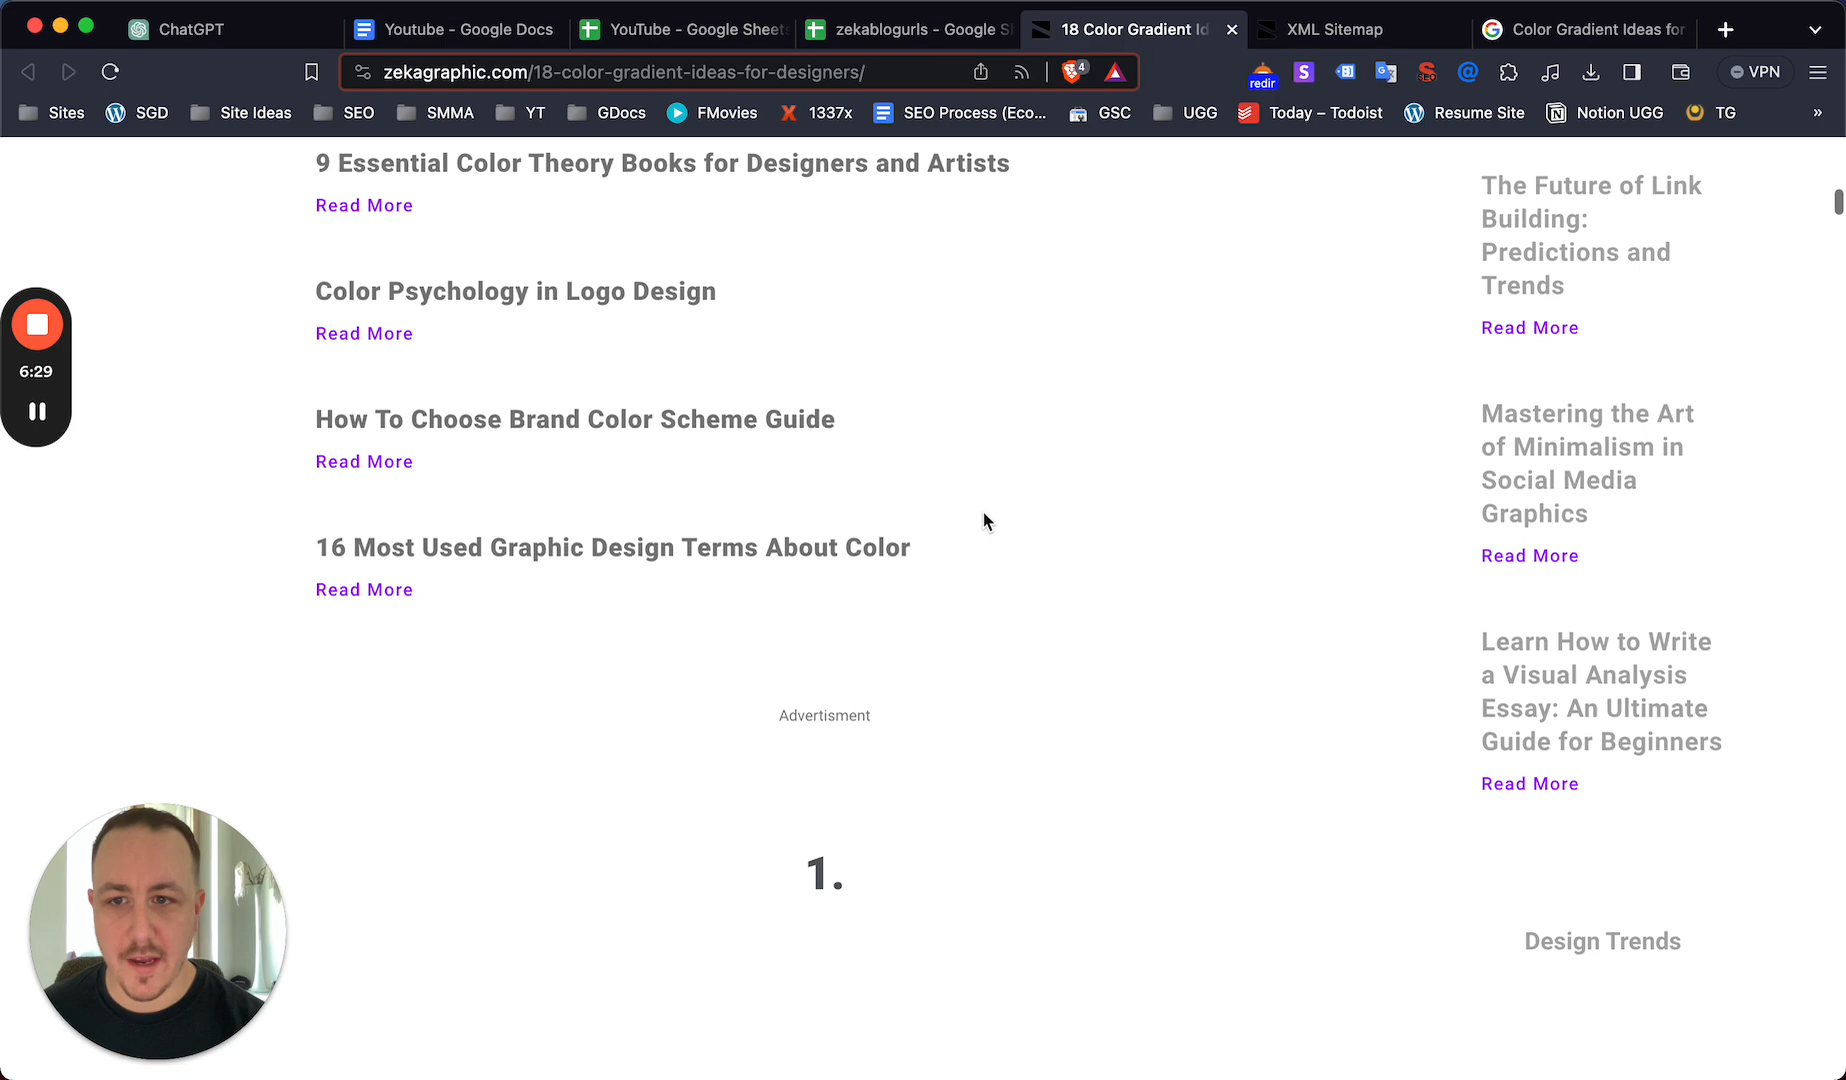 ChatGPT
Youtube - Google Docs
YouTube - Google Sheets
zekablogurls - Google S
18 Color Gradient Id
XML Sitemap
Color Gradient Ideas for
zekagraphic.com/18-color-gradient-ideas-for-designers/
4
redir
S
SEO
VPN
Sites
SGD
Site Ideas
SEO
SMMA
YT
GDocs
FMovies
1337x
SEO Process (Eco...
GSC
UGG
Today – Todoist
Resume Site
Notion UGG
TG
»
9 Essential Color Theory Books for Designers and Artists
Read More
Color Psychology in Logo Design
Read More
How To Choose Brand Color Scheme Guide
Read More
16 Most Used Graphic Design Terms About Color
Read More
Advertisment
1.
The Future of Link
Building:
Predictions and
Trends
Read More
Mastering the Art
of Minimalism in
Social Media
Graphics
Read More
Learn How to Write
a Visual Analysis
Essay: An Ultimate
Guide for Beginners
Read More
Design Trends
6:29